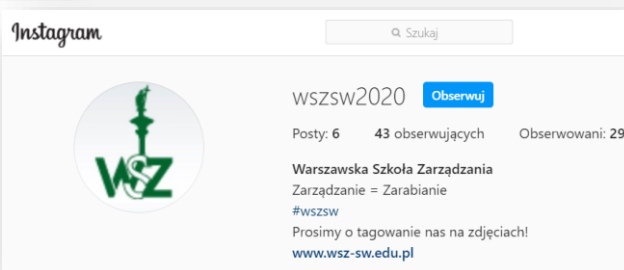 Instagram
Szukaj
WSZ
wszsw2020 Obserwuj
Posty: 6 43 obserwujących Obserwowani: 29
Warszawska Szkoła Zarządzania
Zarządzanie = Zarabianie
#wszsw
Prosimy o tagowanie nas na zdjęciach!
www.wsz-sw.edu.pl